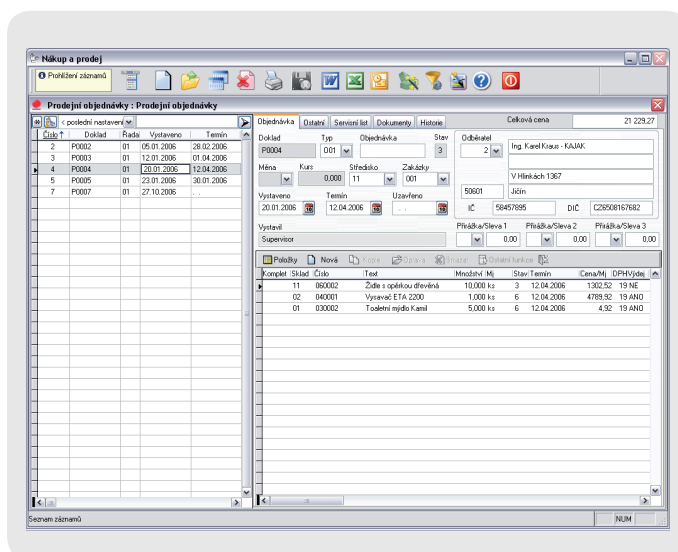 Nákup a prodej
Prohlížení záznamů
Prodejní objednávky : Prodejní objednávky
< poslední nastavení
Číslo Doklad Řada Vystaveno Termín
2 P0002 01 05.01.2006 28.02.2006
3 P0003 01 12.01.2006 01.04.2006
4 P0004 01 20.01.2006 12.04.2006
5 P0005 01 23.01.2006 30.01.2006
7 P0007 01 27.10.2006 . .
Objednávka Ostatní Servisní list Dokumenty Historie
Celková cena 21 229,27
Doklad Typ Objednávka Stav
P0004 001 3
Odběratel
2 Ing. Karel Kraus - KAJAK
Měna Kurs Středisko Zakázky
0,000 11 001
V Hlinkách 1367
50601 Jičín
Vystaveno Termín Uzavřeno
20.01.2006 12.04.2006 . .
IČ 58457895 DIČ CZ6508167682
Vystavil
Supervisor
Přirážka/Sleva 1 Přirážka/Sleva 2 Přirážka/Sleva 3
0,00 0,00 0,00
Položky Nová Kopie Oprava Smazat Ostatní funkce
Komplet Sklad Číslo Text Množství Mj Stav Termín Cena/Mj DPH Výdej
11 060002 Židle s opěrkou dřevěná 10,000 ks 3 12.04.2006 1302,52 19 NE
02 040001 Vysavač ETA 2200 1,000 ks 6 12.04.2006 4789,92 19 ANO
01 030002 Toaletní mýdlo Kamil 5,000 ks 6 12.04.2006 4,92 19 ANO
Seznam záznamů
NUM